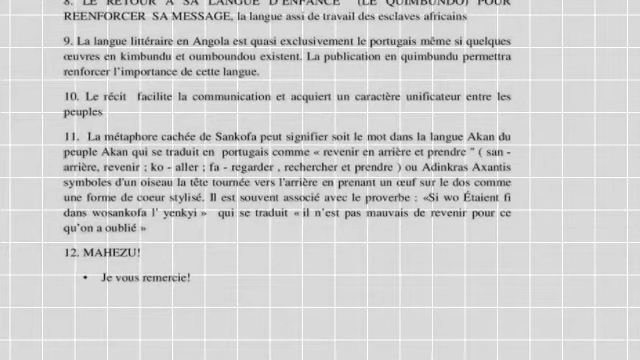 8. LE RETOUR A SA LANGUE D'ENFANCE (LE QUIMBUNDO) POUR
REENFORCER SA MESSAGE, la langue assi de travail des esclaves africains
9. La langue littéraire en Angola est quasi exclusivement le portugais même si quelques
œuvres en kimbundu et oumboundou existent. La publication en quimbundu permettra
renforcer l'importance de cette langue.
10. Le récit facilite la communication et acquiert un caractère unificateur entre les
peuples
11. La métaphore cachée de Sankofa peut signifier soit le mot dans la langue Akan du
peuple Akan qui se traduit en portugais comme « revenir en arrière et prendre " ( san -
arrière, revenir ; ko - aller ; fa - regarder , rechercher et prendre ) ou Adinkras Axantis
symboles d'un oiseau la tête tournée vers l'arrière en prenant un œuf sur le dos comme
une forme de coeur stylisé. Il est souvent associé avec le proverbe : «Si wo Étaient fi
dans wosankofa l' yenkyi » qui se traduit « il n'est pas mauvais de revenir pour ce
qu'on a oublié »
12. MAHEZU!
• Je vous remercie!